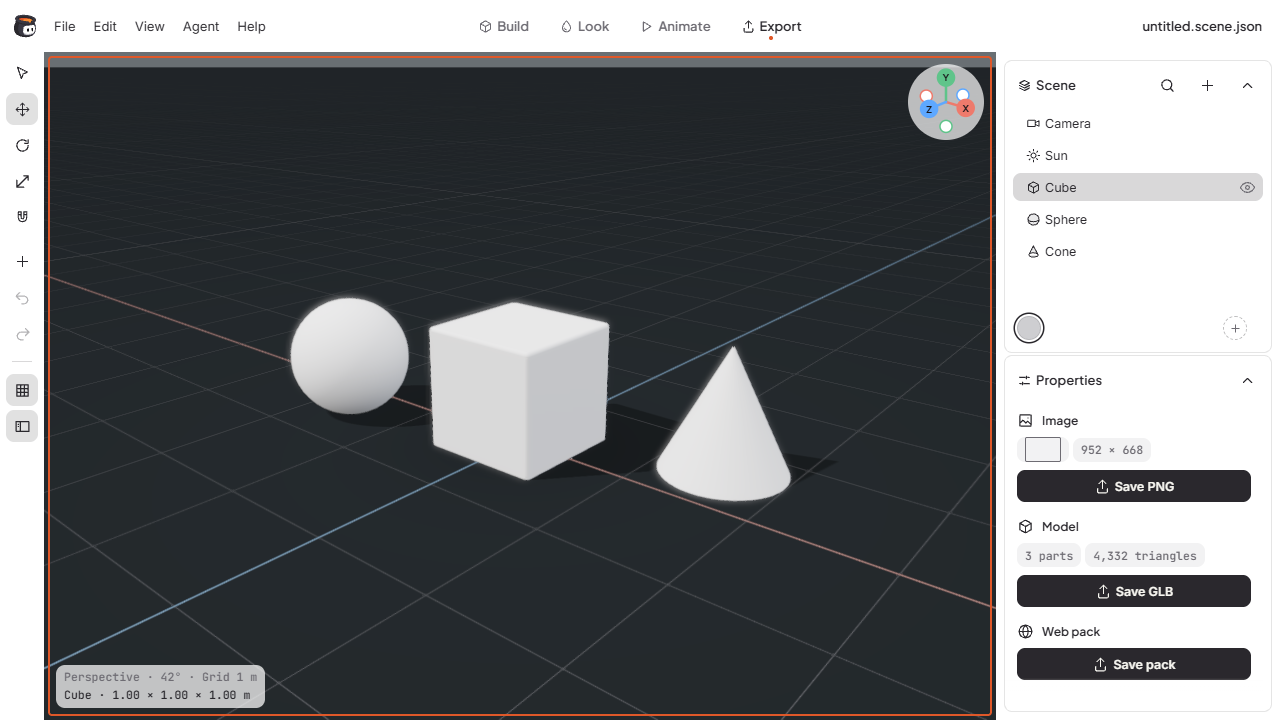 File Edit View Agent Help
Build Look Animate Export
untitled.scene.json
Y
Z X
Scene
Camera
Sun
Cube
Sphere
Cone
Properties
Image
952 × 668
Save PNG
Model
3 parts 4,332 triangles
Save GLB
Web pack
Save pack
Perspective · 42° · Grid 1 m
Cube · 1.00 × 1.00 × 1.00 m